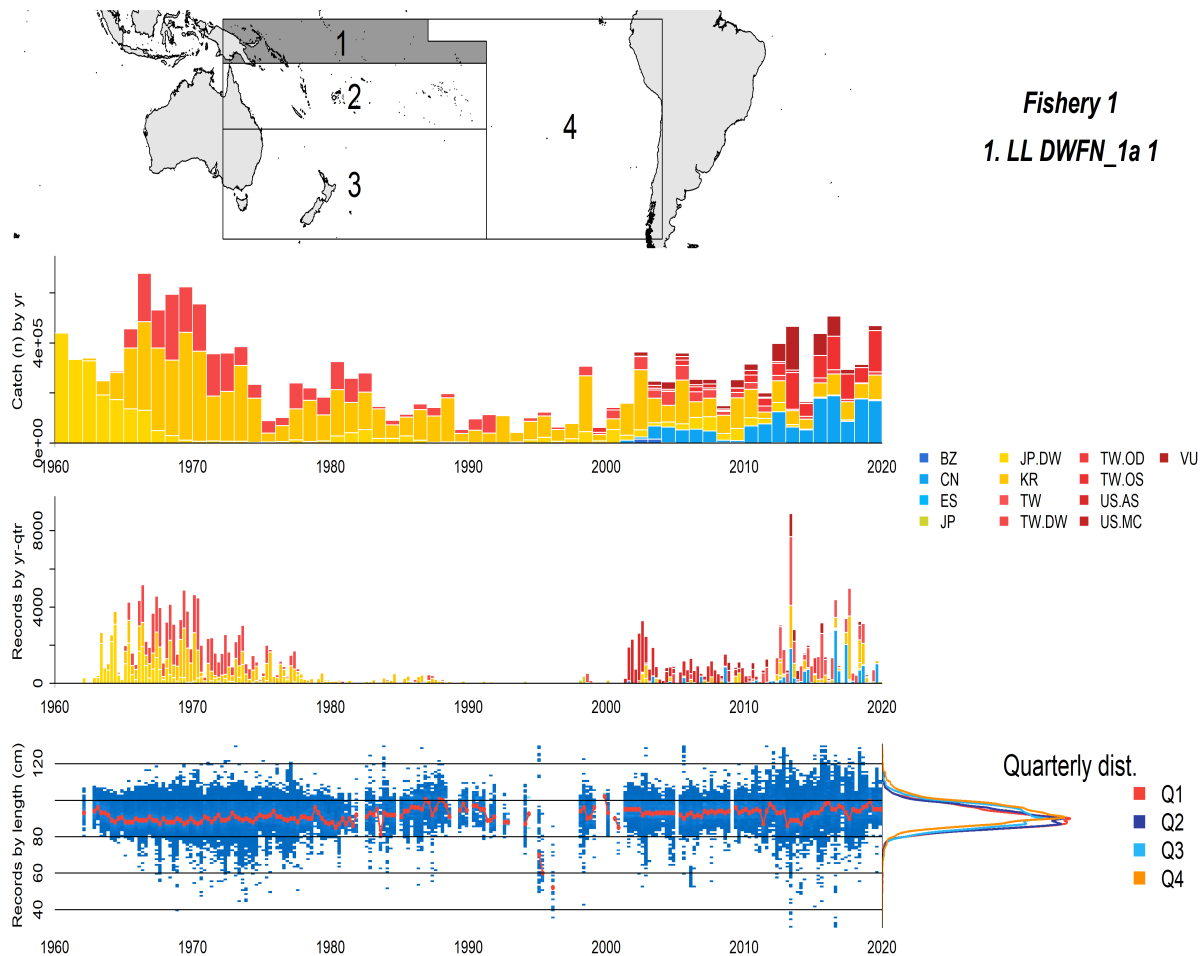 1
2
3
4
Fishery 1
1. LL DWFN_1a 1
Catch (n) by yr
0e+00
4e+05
1960 1970 1980 1990 2000 2010 2020
BZ JP.DW TW.OD VU
CN KR TW.OS
ES TW US.AS
JP TW.DW US.MC
Records by yr-qtr
0 4000 8000
1960 1970 1980 1990 2000 2010 2020
Records by length (cm)
40 60 80 120
1960 1970 1980 1990 2000 2010 2020
Quarterly dist.
Q1
Q2
Q3
Q4